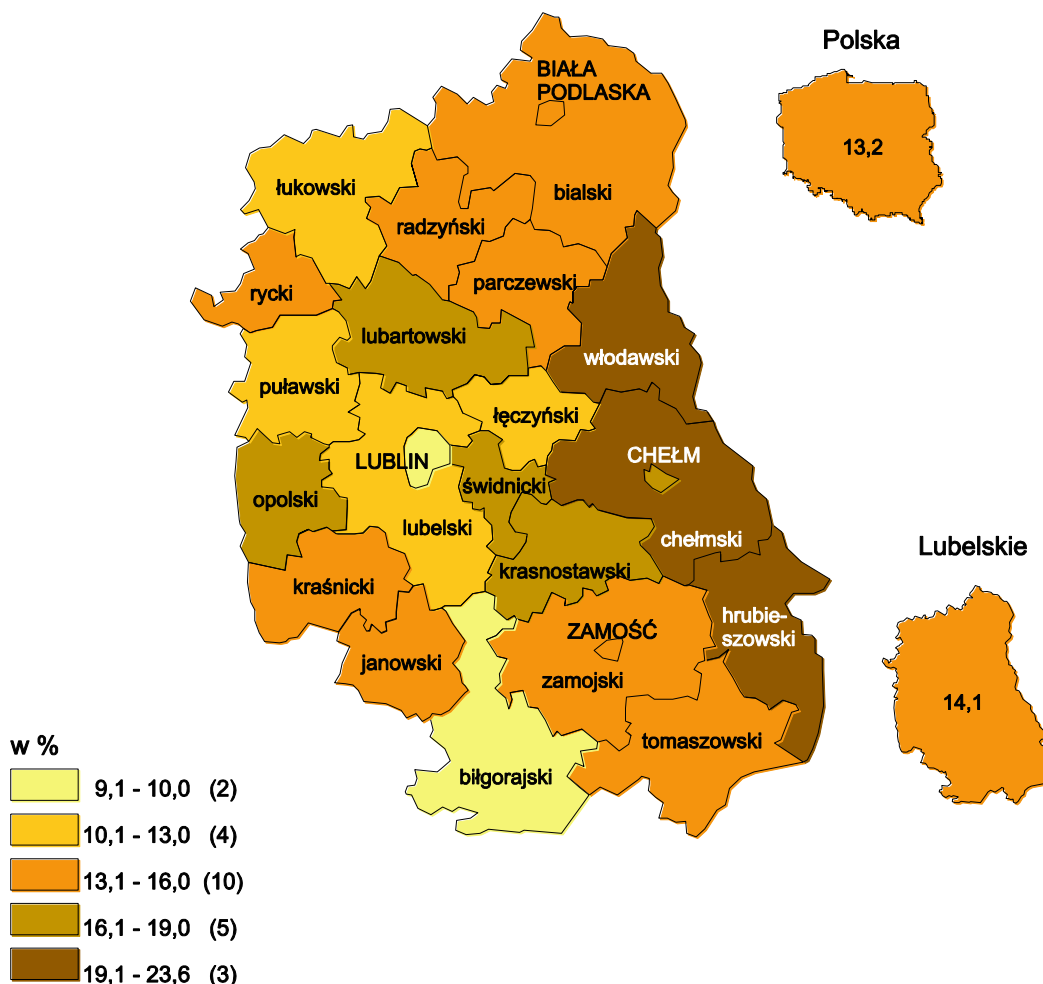 Polska
BIAŁA
PODLASKA
13,2
łukowski
bialski
radzyński
parczewski
rycki
lubartowski
włodawski
puławski
łęczyński
LUBLIN
CHEŁM
świdnicki
opolski
lubelski
chełmski
Lubelskie
krasnostawski
kraśnicki
hrubie-
szowski
ZAMOŚĆ
janowski
zamojski
14,1
tomaszowski
w %
biłgorajski
9,1 - 10,0 (2)
10,1 - 13,0 (4)
13,1 - 16,0 (10)
16,1 - 19,0 (5)
19,1 - 23,6 (3)